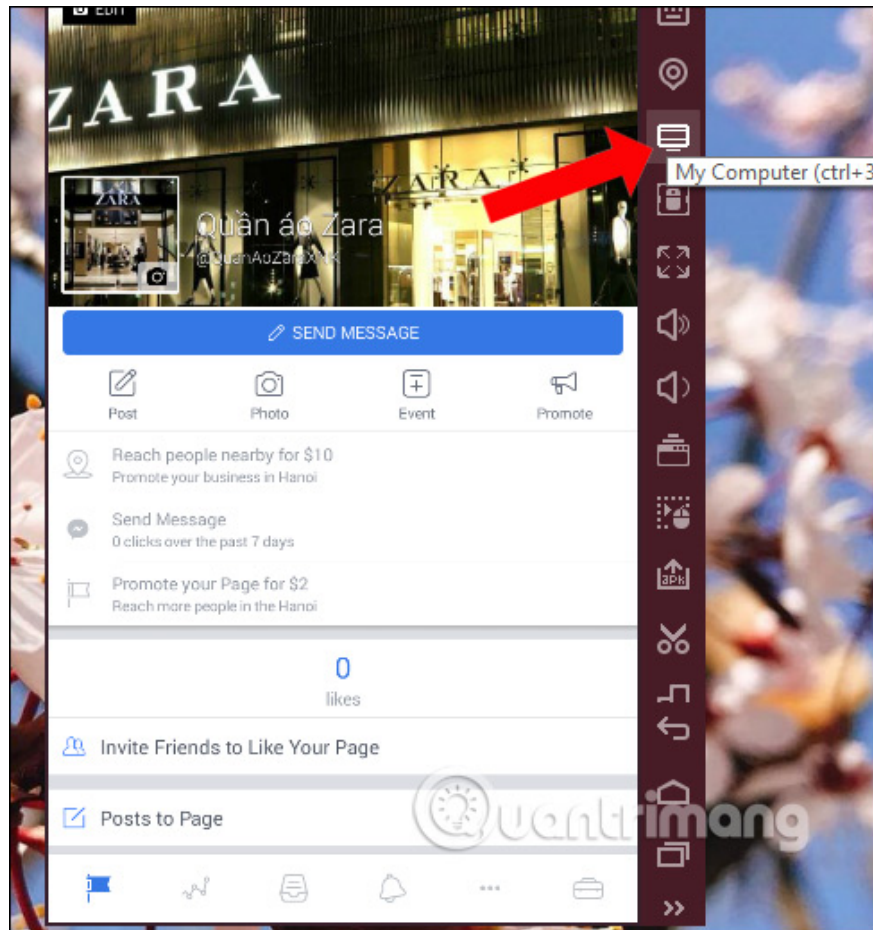 EDIT
ZARA
ZARA
ZARA
My Computer (ctrl+3
Quần áo Zara
SEND MESSAGE
Post
Photo
Event
Promote
Reach people nearby for $10
Promote your business in Hanoi
Send Message
0 clicks over the past 7 days
Promote your Page for $2
Reach more people in the Hanoi
0
likes
Invite Friends to Like Your Page
Posts to Page
Quantrimang